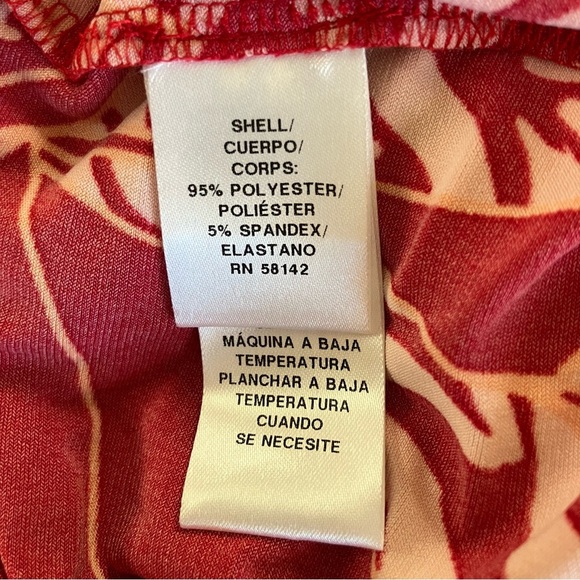 SHELL/
CUERPO/
CORPS:
95% POLYESTER/
POLIÉSTER
5% SPANDEX/
ELASTANO
RN 58142
MÁQUINA A BAJA
TEMPERATURA
PLANCHAR A BAJA
TEMPERATURA
CUANDO
SE NECESITE